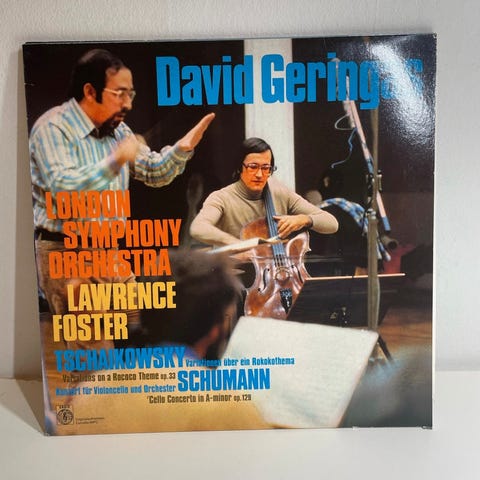 David Geringas
LONDON
SYMPHONY
ORCHESTRA
LAWRENCE
FOSTER
TSCHAIKOWSKY Variationen über ein Rokokothema
Variations on a Rococo Theme op.33
SCHUMANN
Konzert für Violoncello und Orchester
'Cello Concerto in A-minor op.129